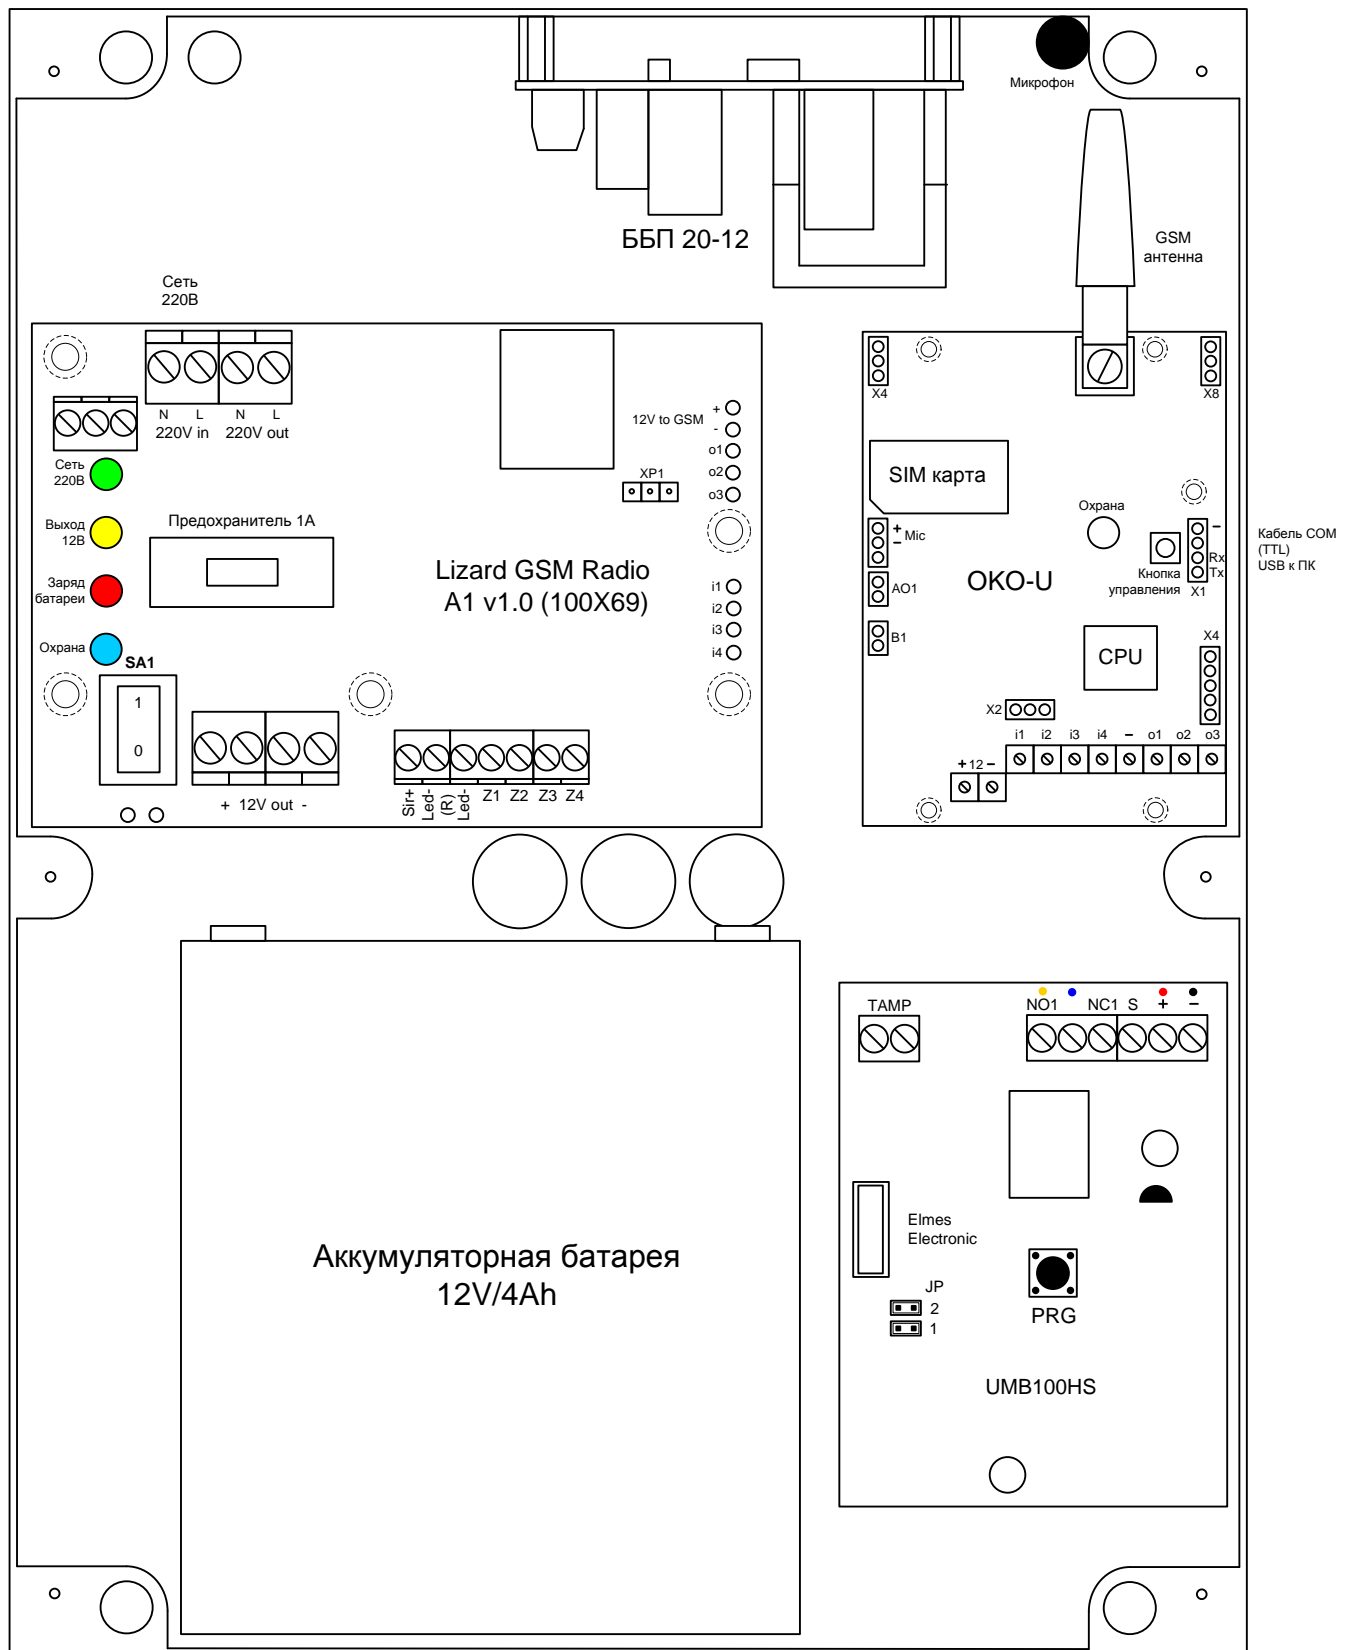 Микрофон
ББП 20-12
GSM
антенна
Сеть
220В
N L N L
220V in 220V out
Сеть
220В
Выход
12В
Заряд
батареи
Охрана
SA1
1
0
Предохранитель 1А
12V to GSM
+
-
o1
o2
o3
XP1
Lizard GSM Radio
A1 v1.0 (100X69)
i1
i2
i3
i4
+ 12V out -
Sir+
Led-
(R)
Led-
Z1 Z2 Z3 Z4
X4
X8
SIM карта
+
–
Mic
AO1
B1
Охрана
OKO-U
Кнопка
управления
–
Rx
Tx
X1
Кабель COM
(TTL)
USB к ПК
CPU
X4
X2
i1 i2 i3 i4 – o1 o2 o3
+ 12 –
Аккумуляторная батарея
12V/4Ah
TAMP
NO1 NC1 S + –
Elmes
Electronic
JP
2
1
PRG
UMB100HS